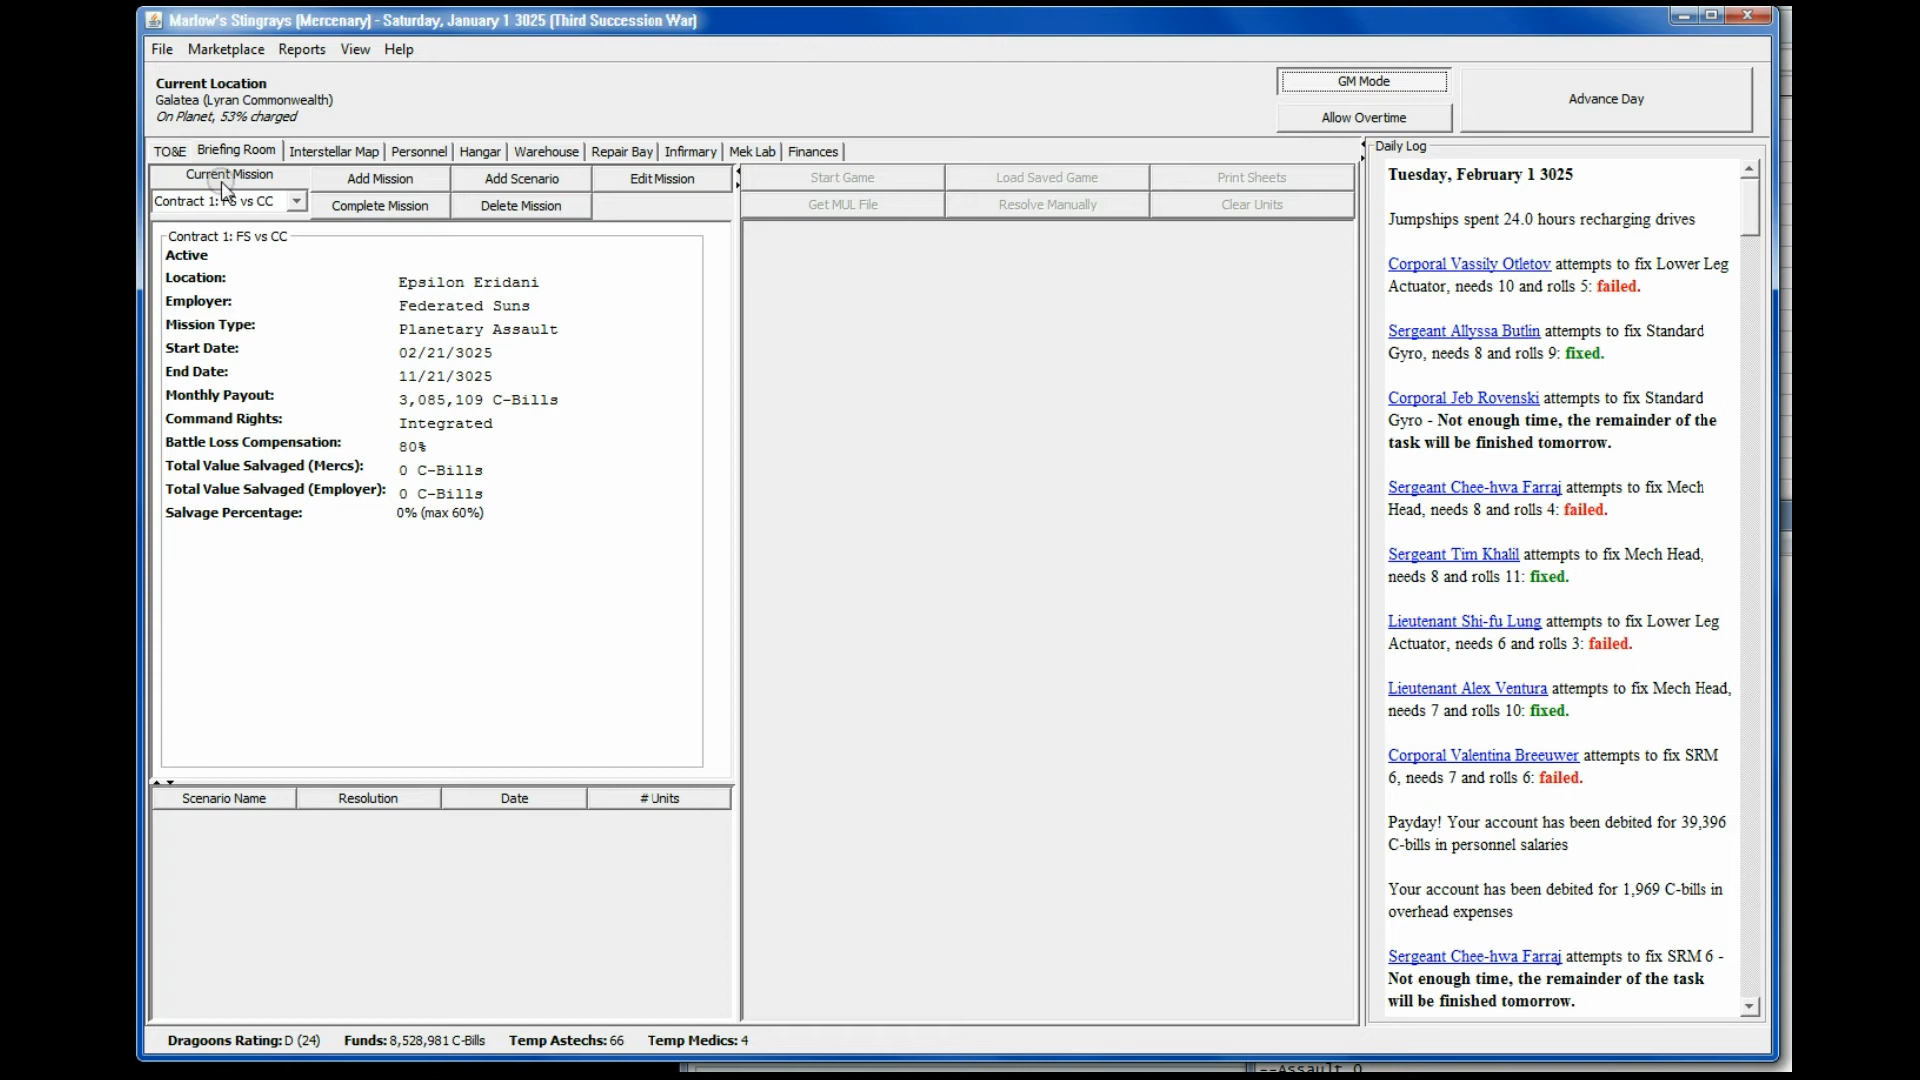 Marlow's Stingrays (Mercenary) - Saturday, January 1 3025 (Third Succession War)
File Marketplace Reports View Help
Current Location
Galatea (Lyran Commonwealth)
On Planet, 53% charged
GM Mode
Allow Overtime
Advance Day
TO&E Briefing Room Interstellar Map Personnel Hangar Warehouse Repair Bay Infirmary Mek Lab Finances
Current Mission Add Mission Add Scenario Edit Mission
Contract 1: FS vs CC Complete Mission Delete Mission
Start Game Load Saved Game Print Sheets
Get MUL File Resolve Manually Clear Units
Contract 1: FS vs CC
Active
Location: Epsilon Eridani
Employer: Federated Suns
Mission Type: Planetary Assault
Start Date: 02/21/3025
End Date: 11/21/3025
Monthly Payout: 3,085,109 C-Bills
Command Rights: Integrated
Battle Loss Compensation: 80%
Total Value Salvaged (Mercs): 0 C-Bills
Total Value Salvaged (Employer): 0 C-Bills
Salvage Percentage: 0% (max 60%)
Scenario Name Resolution Date # Units
Daily Log
Tuesday, February 1 3025
Jumpships spent 24.0 hours recharging drives
Corporal Vassily Otletov attempts to fix Lower Leg
Actuator, needs 10 and rolls 5: failed.
Sergeant Allyssa Butlin attempts to fix Standard
Gyro, needs 8 and rolls 9: fixed.
Corporal Jeb Rovenski attempts to fix Standard
Gyro - Not enough time, the remainder of the
task will be finished tomorrow.
Sergeant Chee-hwa Farraj attempts to fix Mech
Head, needs 8 and rolls 4: failed.
Sergeant Tim Khalil attempts to fix Mech Head,
needs 8 and rolls 11: fixed.
Lieutenant Shi-fu Lung attempts to fix Lower Leg
Actuator, needs 6 and rolls 3: failed.
Lieutenant Alex Ventura attempts to fix Mech Head,
needs 7 and rolls 10: fixed.
Corporal Valentina Breeuwer attempts to fix SRM
6, needs 7 and rolls 6: failed.
Payday! Your account has been debited for 39,396
C-bills in personnel salaries
Your account has been debited for 1,969 C-bills in
overhead expenses
Sergeant Chee-hwa Farraj attempts to fix SRM 6 -
Not enough time, the remainder of the task
will be finished tomorrow.
Dragoons Rating: D (24) Funds: 8,528,981 C-Bills Temp Astechs: 66 Temp Medics: 4